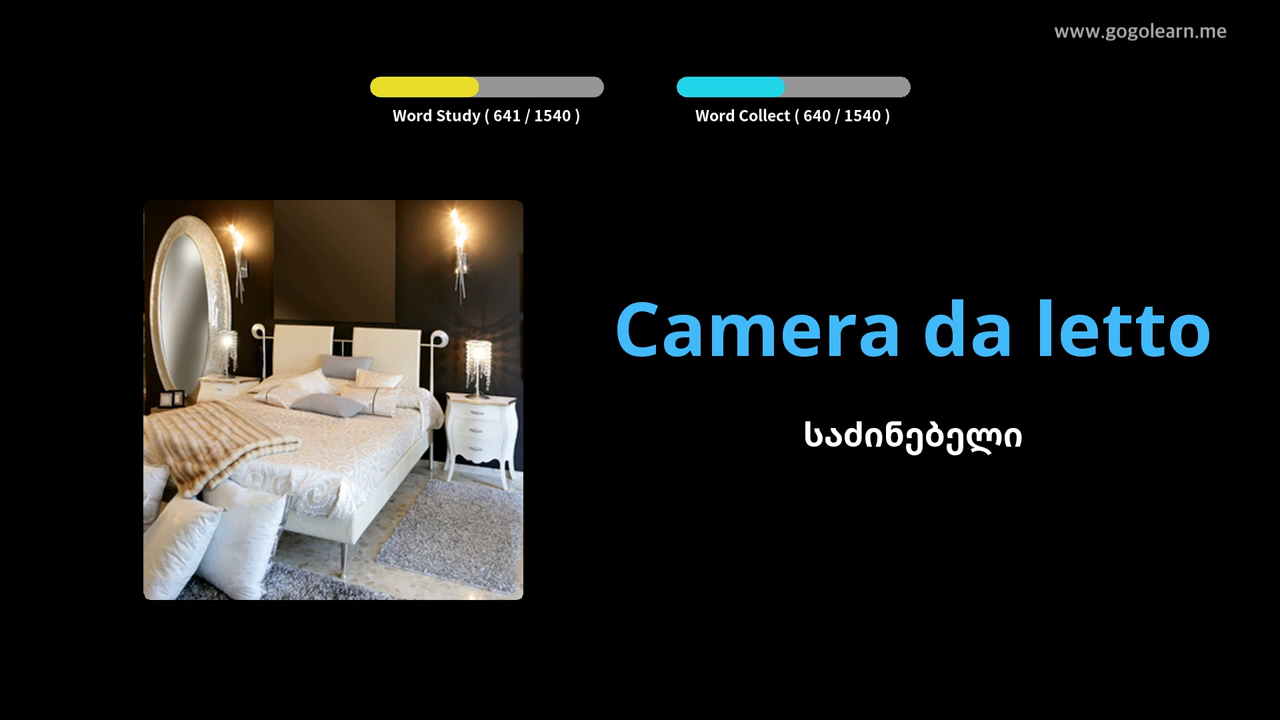 www.gogolearn.me
Word Study ( 641 / 1540 )
Word Collect ( 640 / 1540 )
Camera da letto
საძინებელი